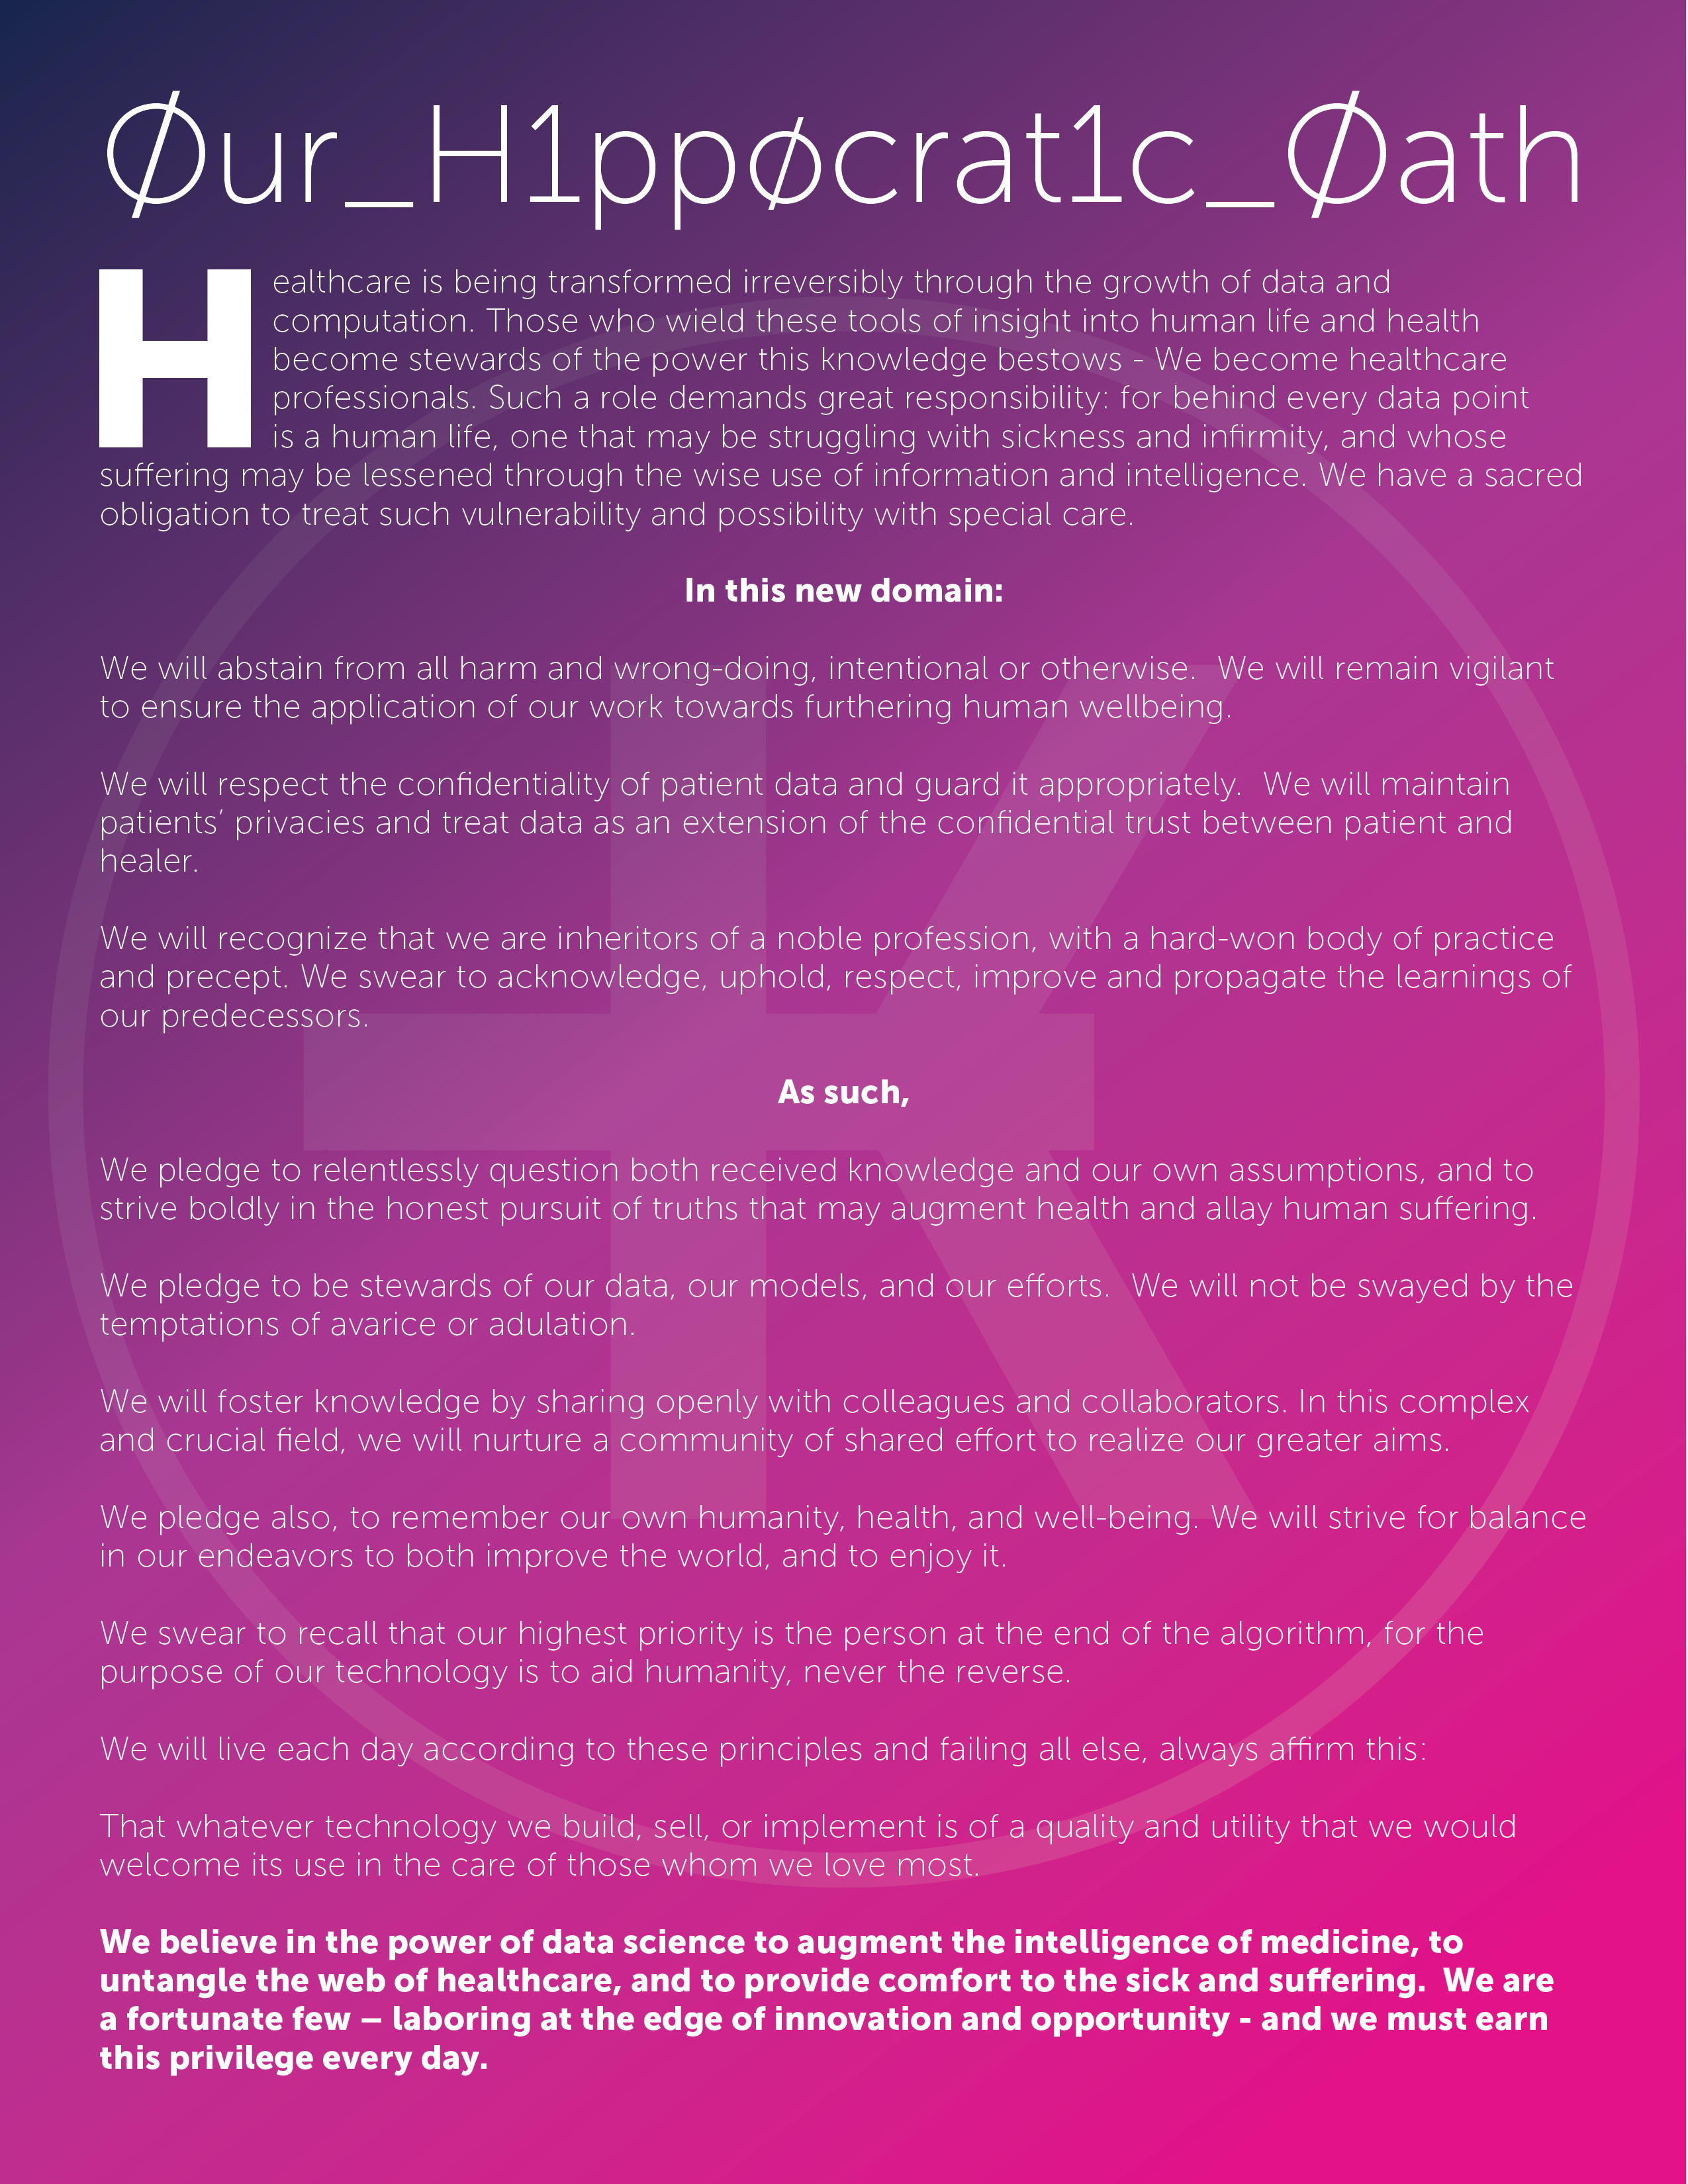 Øur_H1ppøcrat1c_Øath
Healthcare is being transformed irreversibly through the growth of data and
computation. Those who wield these tools of insight into human life and health
become stewards of the power this knowledge bestows - We become healthcare
professionals. Such a role demands great responsibility: for behind every data point
is a human life, one that may be struggling with sickness and infirmity, and whose
suffering may be lessened through the wise use of information and intelligence. We have a sacred
obligation to treat such vulnerability and possibility with special care.
In this new domain:
We will abstain from all harm and wrong-doing, intentional or otherwise.  We will remain vigilant
to ensure the application of our work towards furthering human wellbeing.
We will respect the confidentiality of patient data and guard it appropriately.  We will maintain
patients’ privacies and treat data as an extension of the confidential trust between patient and
healer.
We will recognize that we are inheritors of a noble profession, with a hard-won body of practice
and precept. We swear to acknowledge, uphold, respect, improve and propagate the learnings of
our predecessors.
As such,
We pledge to relentlessly question both received knowledge and our own assumptions, and to
strive boldly in the honest pursuit of truths that may augment health and allay human suffering.
We pledge to be stewards of our data, our models, and our efforts.  We will not be swayed by the
temptations of avarice or adulation.
We will foster knowledge by sharing openly with colleagues and collaborators. In this complex
and crucial field, we will nurture a community of shared effort to realize our greater aims.
We pledge also, to remember our own humanity, health, and well-being. We will strive for balance
in our endeavors to both improve the world, and to enjoy it.
We swear to recall that our highest priority is the person at the end of the algorithm, for the
purpose of our technology is to aid humanity, never the reverse.
We will live each day according to these principles and failing all else, always affirm this:
That whatever technology we build, sell, or implement is of a quality and utility that we would
welcome its use in the care of those whom we love most.
We believe in the power of data science to augment the intelligence of medicine, to
untangle the web of healthcare, and to provide comfort to the sick and suffering.  We are
a fortunate few – laboring at the edge of innovation and opportunity - and we must earn
this privilege every day.